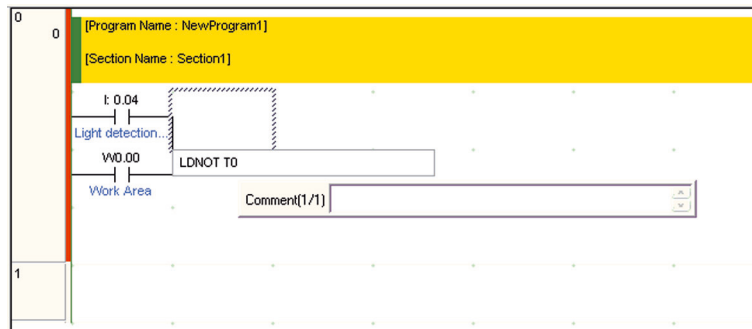 0
0
[Program Name : NewProgram1]
[Section Name : Section1]
I: 0.04
Light detection...
W0.00
LDNOT T0
Work Area
Comment(1/1)
1